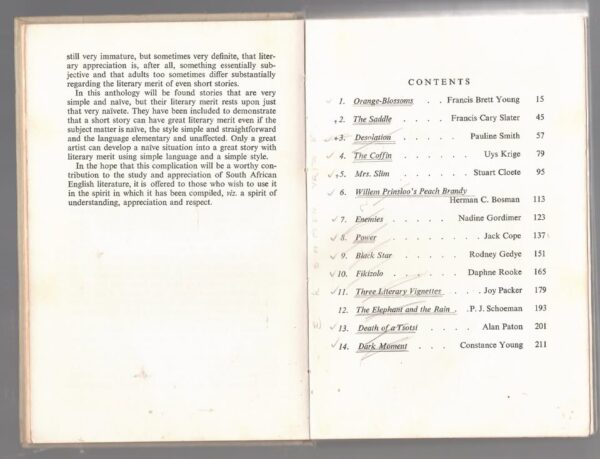 still very immature, but sometimes very definite, that liter-
ary appreciation is, after all, something essentially sub-
jective and that adults too sometimes differ substantially
regarding the literary merit of even short stories.
In this anthology will be found stories that are very
simple and naïve, but their literary merit rests upon just
that very naïvete. They have been included to demonstrate
that a short story can have great literary merit even if the
subject matter is naïve, the style simple and straightforward
and the language elementary and unaffected. Only a great
artist can develop a naïve situation into a great story with
literary merit using simple language and a simple style.
In the hope that this complication will be a worthy con-
tribution to the study and appreciation of South African
English literature, it is offered to those who wish to use it
in the spirit in which it has been compiled, viz. a spirit of
understanding, appreciation and respect.
CONTENTS
1. Orange-Blossoms . . Francis Brett Young 15
2. The Saddle . . . Francis Cary Slater 45
3. Desolation . . . . Pauline Smith 57
4. The Coffin . . . . . Uys Krige 79
5. Mrs. Slim . . . . Stuart Cloete 95
6. Willem Prinsloo's Peach Brandy
Herman C. Bosman 113
7. Enemies . . . . Nadine Gordimer 123
8. Power . . . . . . Jack Cope 137
9. Black Star . . . . Rodney Gedye 151
10. Fikizolo . . . . . Daphne Rooke 165
11. Three Literary Vignettes . . . . Joy Packer 179
12. The Elephant and the Rain . .P. J. Schoeman 193
13. Death of a Tsotsi . . . . . Alan Paton 201
14. Dark Moment . . . . Constance Young 211